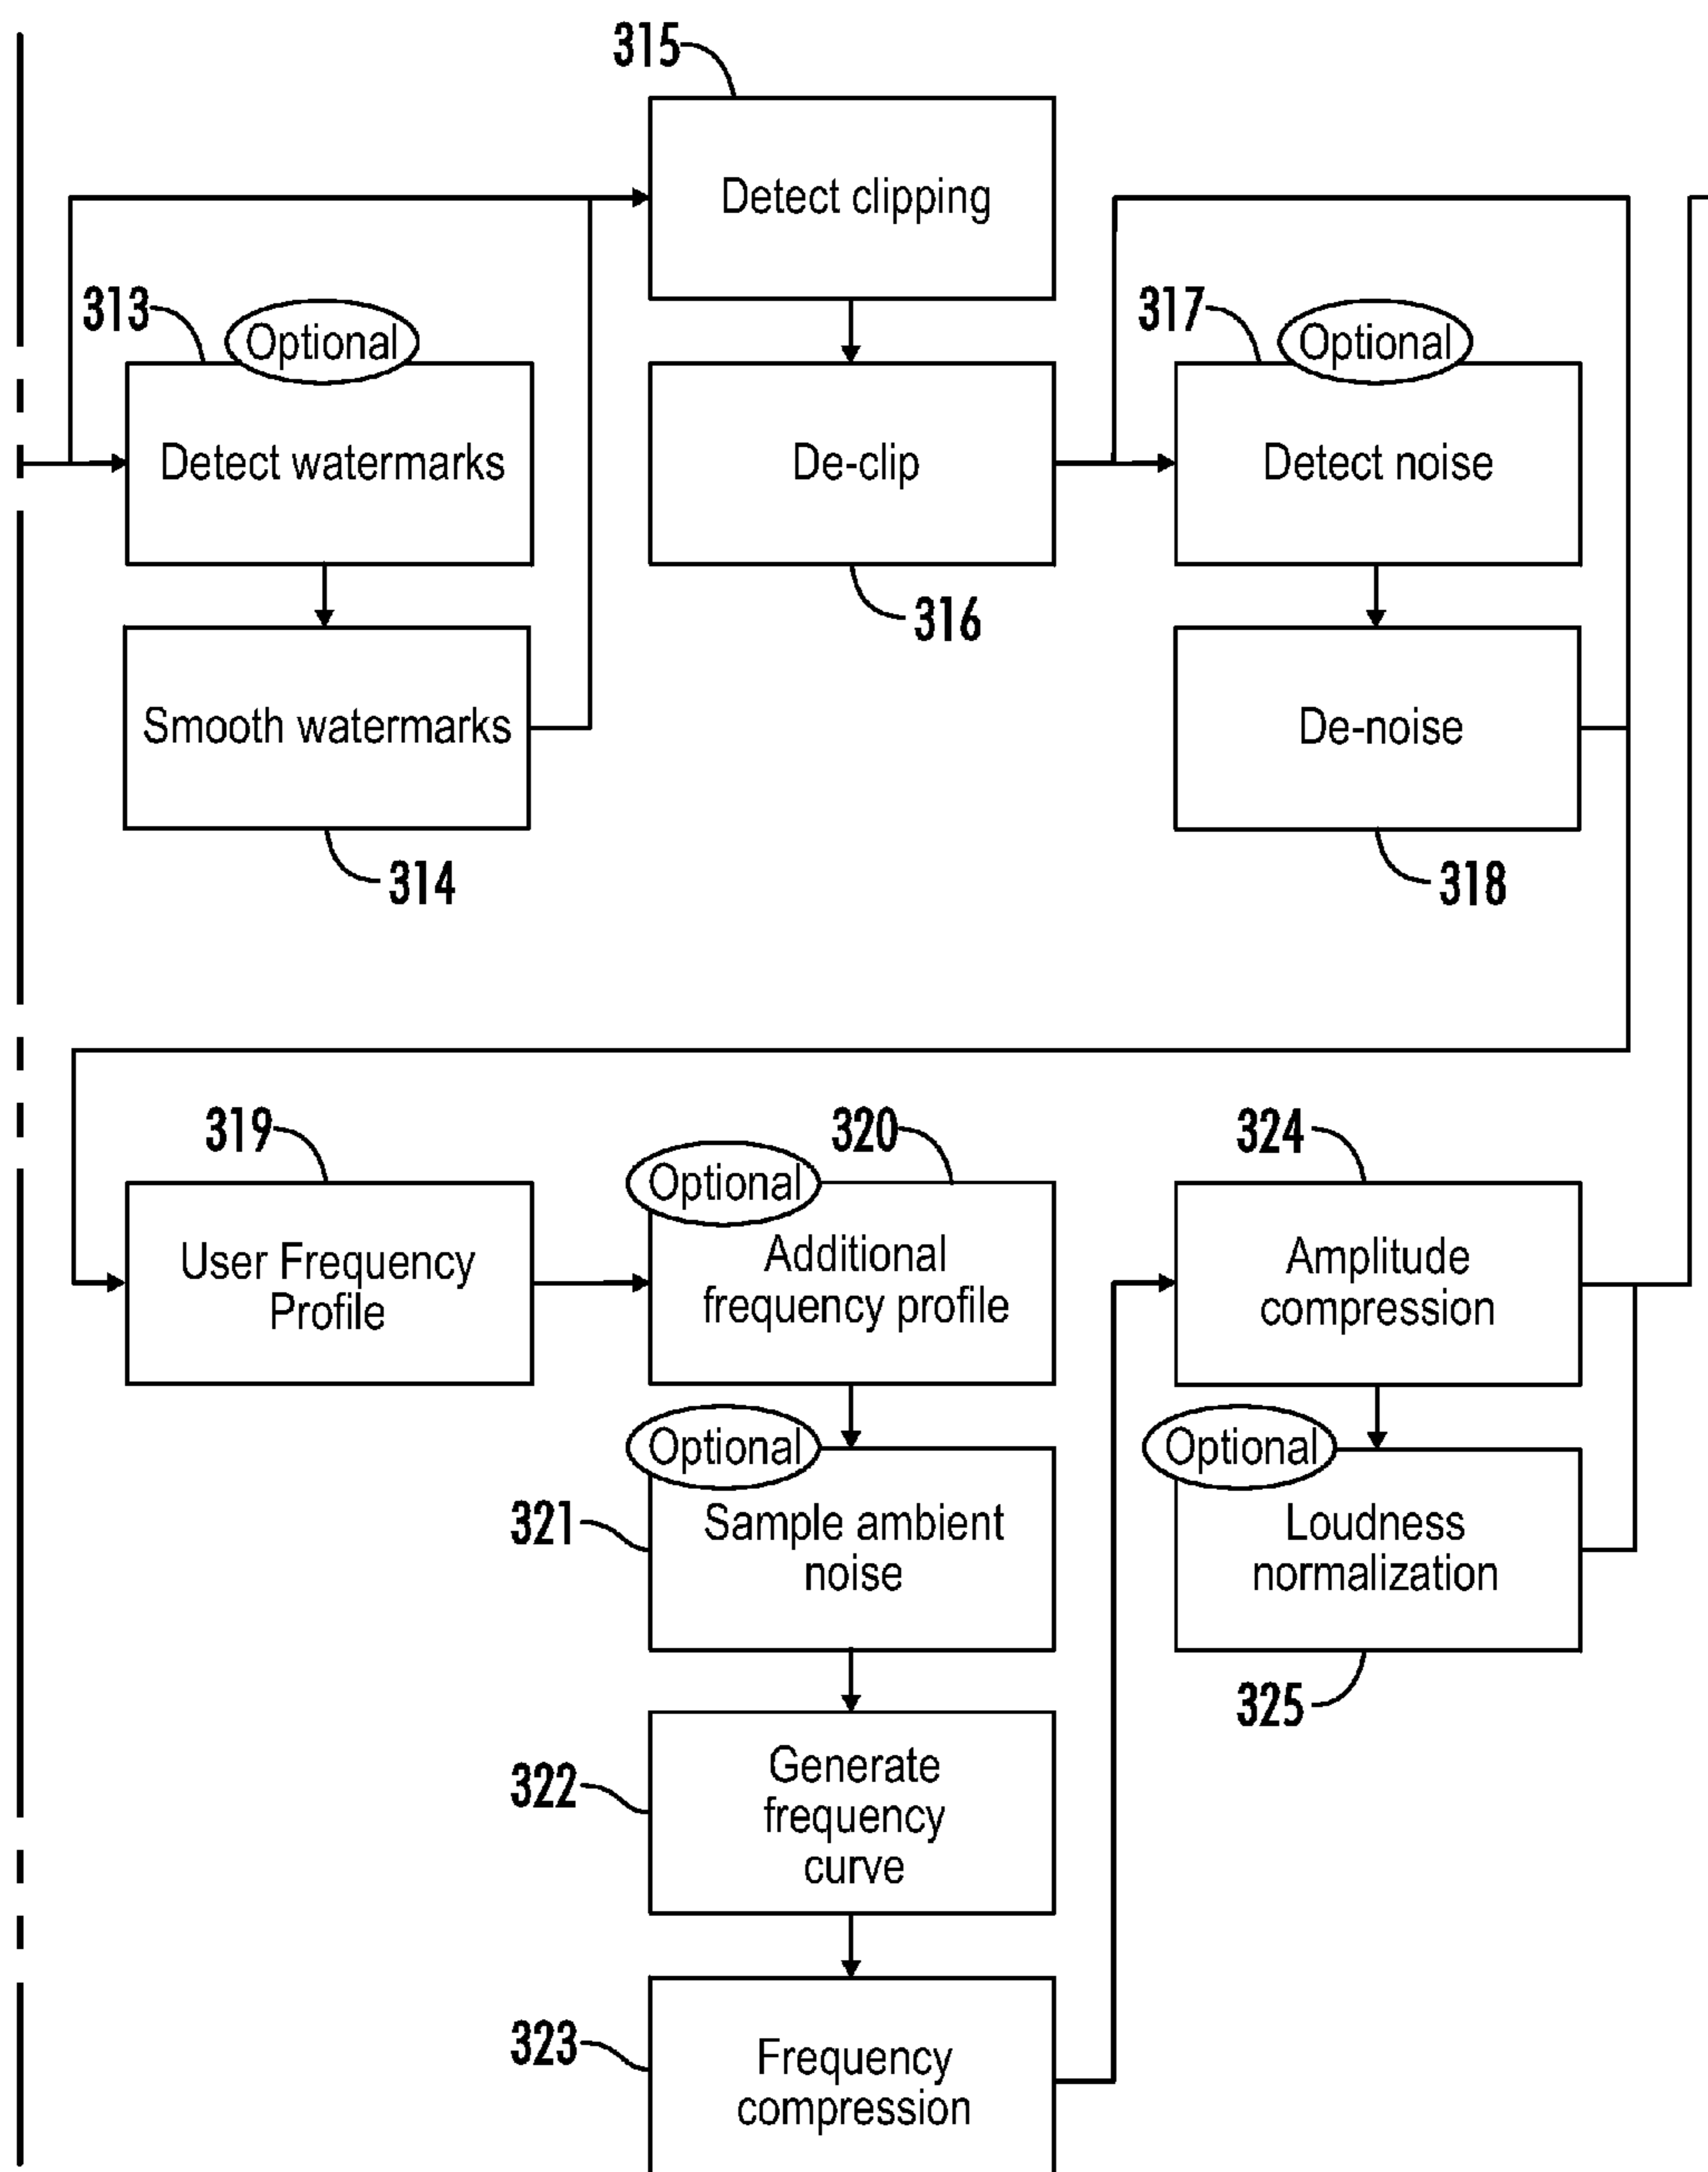 315
Detect clipping
313
Optional
Detect watermarks
317
Optional
Detect noise
De-clip
316
Smooth watermarks
314
De-noise
318
319
User Frequency
Profile
320
Optional
Additional
frequency profile
324
Amplitude
compression
Optional
321
Sample ambient
noise
Optional
Loudness
normalization
325
322
Generate
frequency
curve
323
Frequency
compression